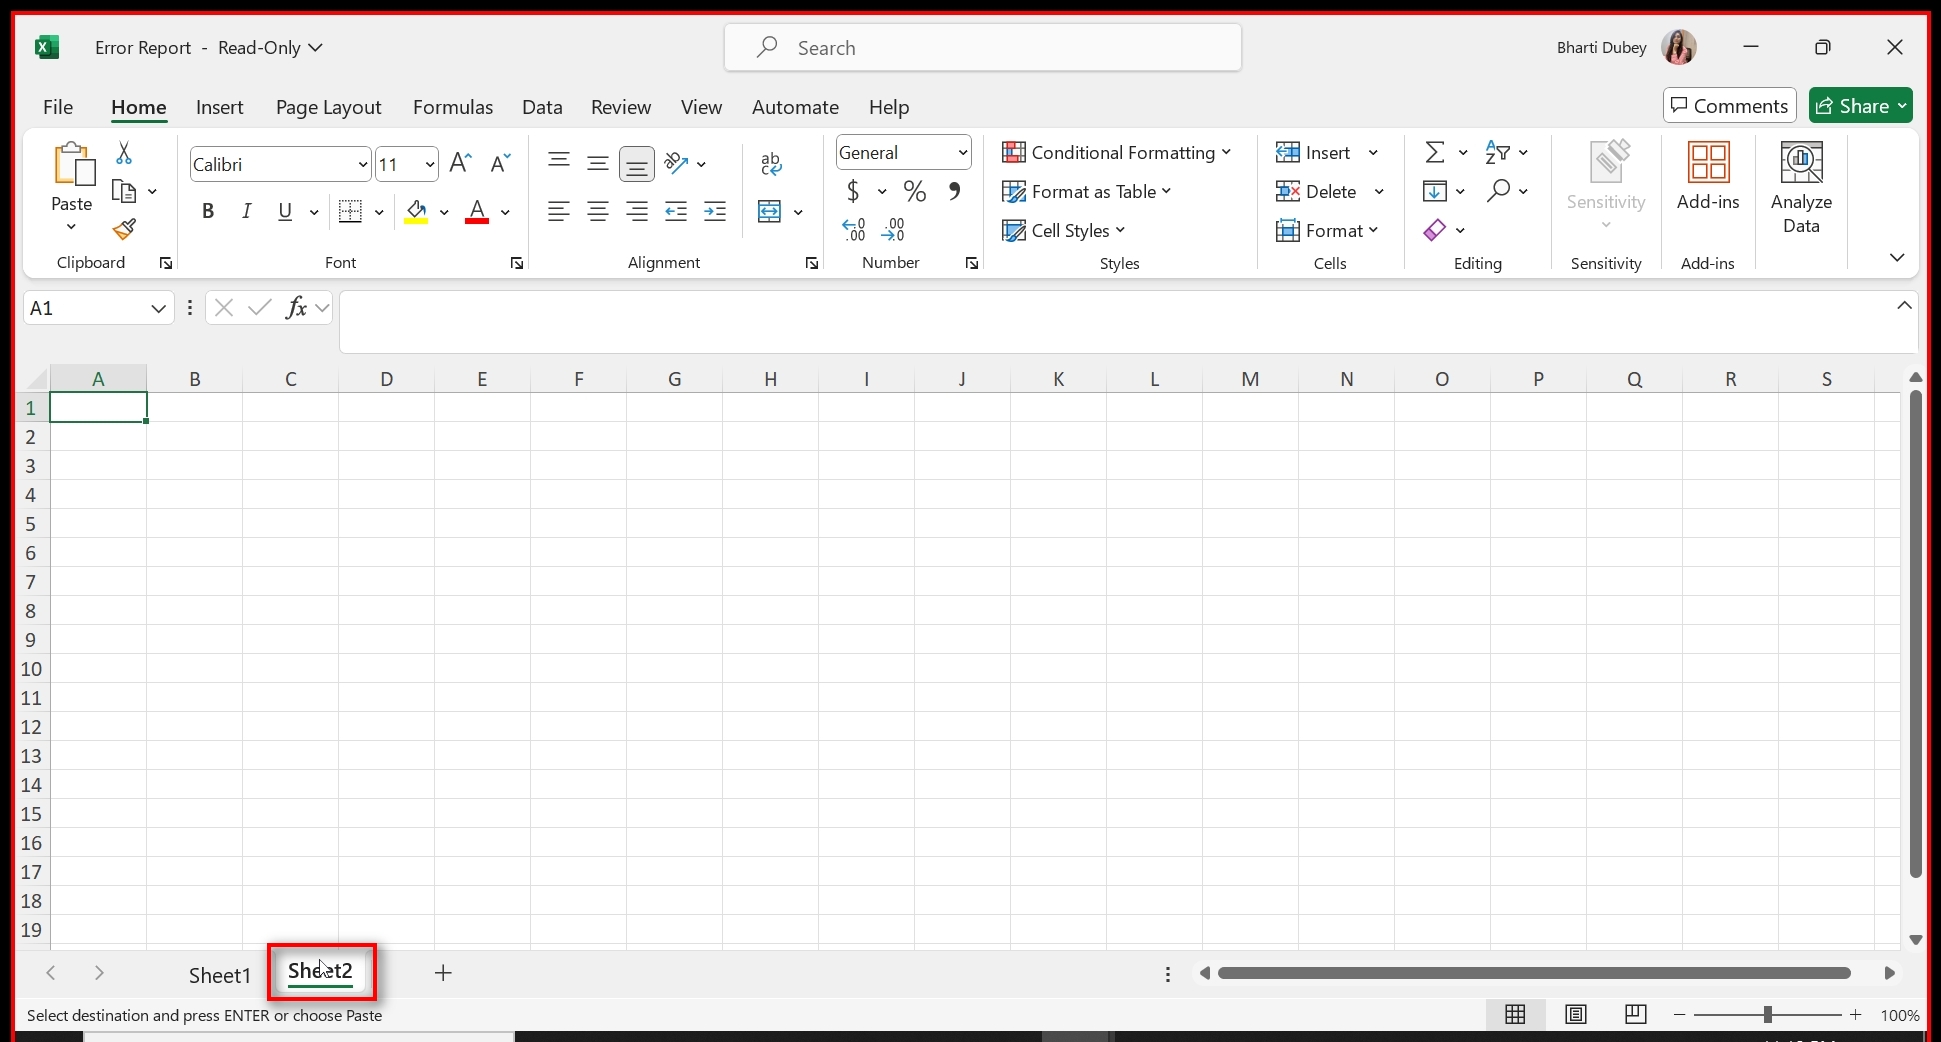 Error Report - Read-Only
Search
Bharti Dubey
File Home Insert Page Layout Formulas Data Review View Automate Help
Comments Share
Paste
Clipboard
Calibri 11
B I U A
Font
ab
Alignment
General
$ % ,
.00 .00
Number
Conditional Formatting
Format as Table
Cell Styles
Styles
Insert
Delete
Format
Cells
Editing
Sensitivity
Sensitivity
Add-ins
Add-ins
Analyze
Data
A1 fx
A B C D E F G H I J K L M N O P Q R S
1
2
3
4
5
6
7
8
9
10
11
12
13
14
15
16
17
18
19
Sheet1 Sheet2
Select destination and press ENTER or choose Paste
100%